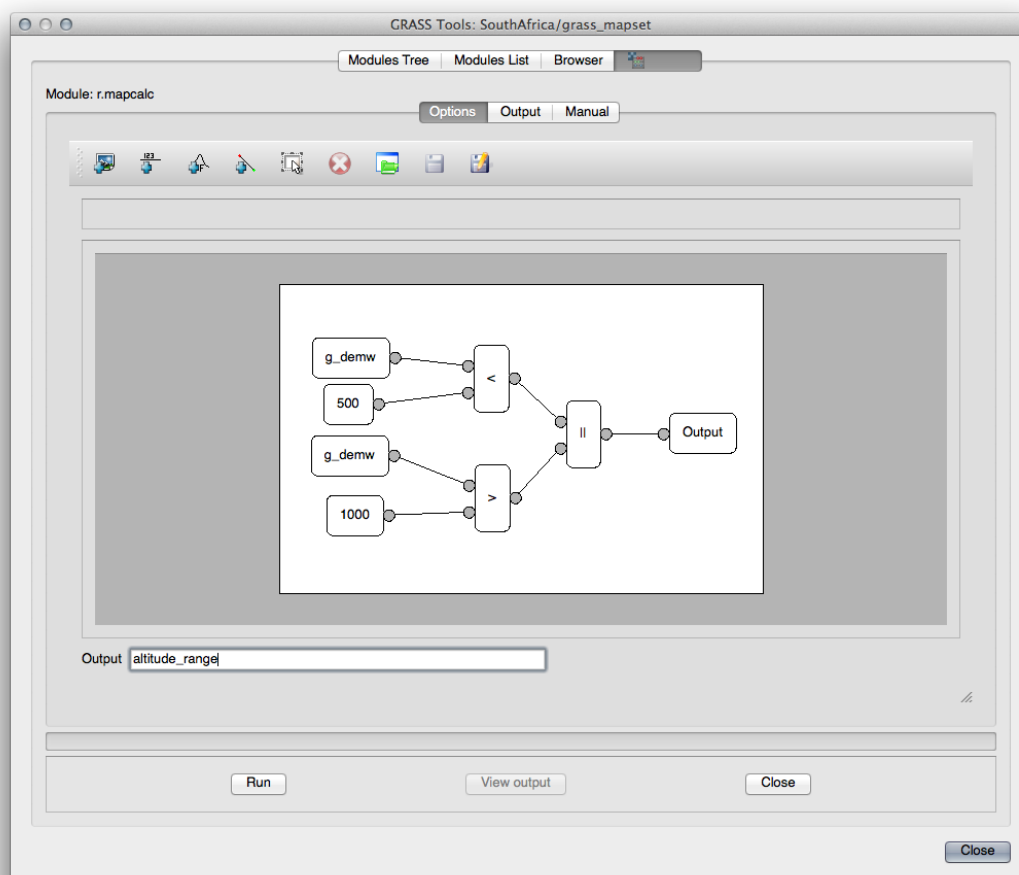 GRASS Tools: SouthAfrica/grass_mapset
Modules Tree Modules List Browser
Module: r.mapcalc
Options Output Manual
123
F
g_demw
<
500
||
Output
g_demw
>
1000
Output altitude_range
Run View output Close
Close